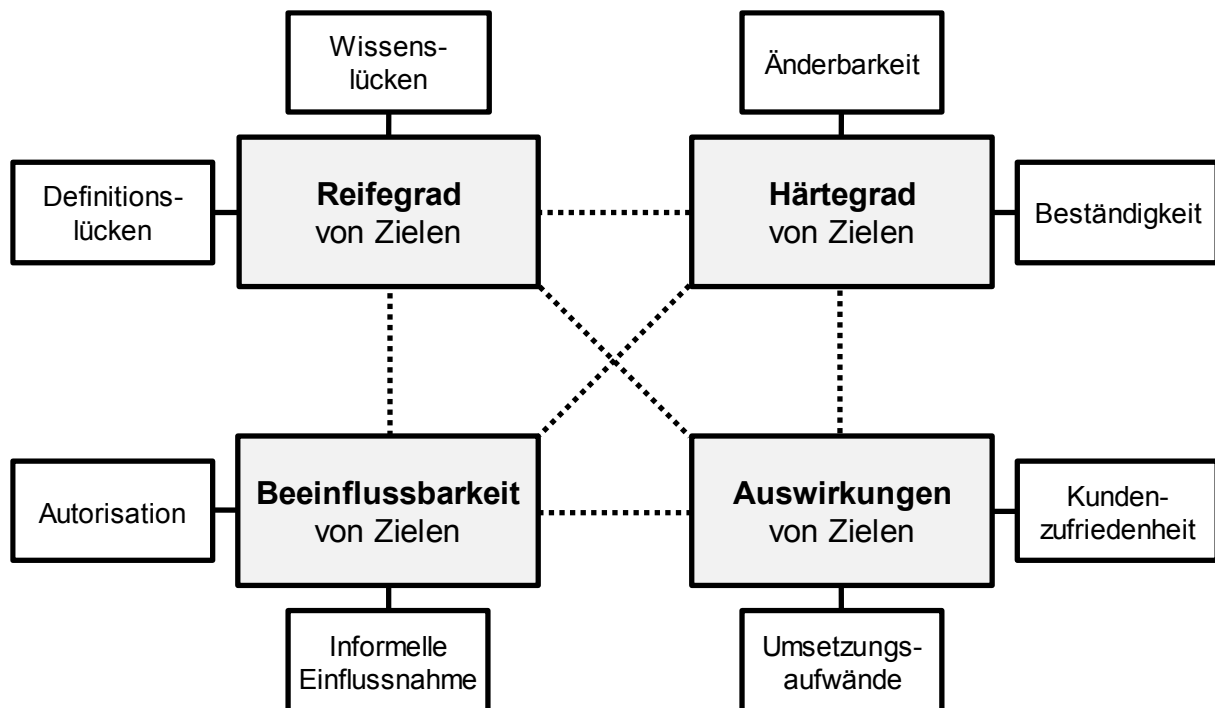 Wissens-
lücken
Änderbarkeit
Definitions-
lücken
Reifegrad
von Zielen
Härtegrad
von Zielen
Beständigkeit
Autorisation
Beeinflussbarkeit
von Zielen
Auswirkungen
von Zielen
Kunden-
zufriedenheit
Informelle
Einflussnahme
Umsetzungs-
aufwände